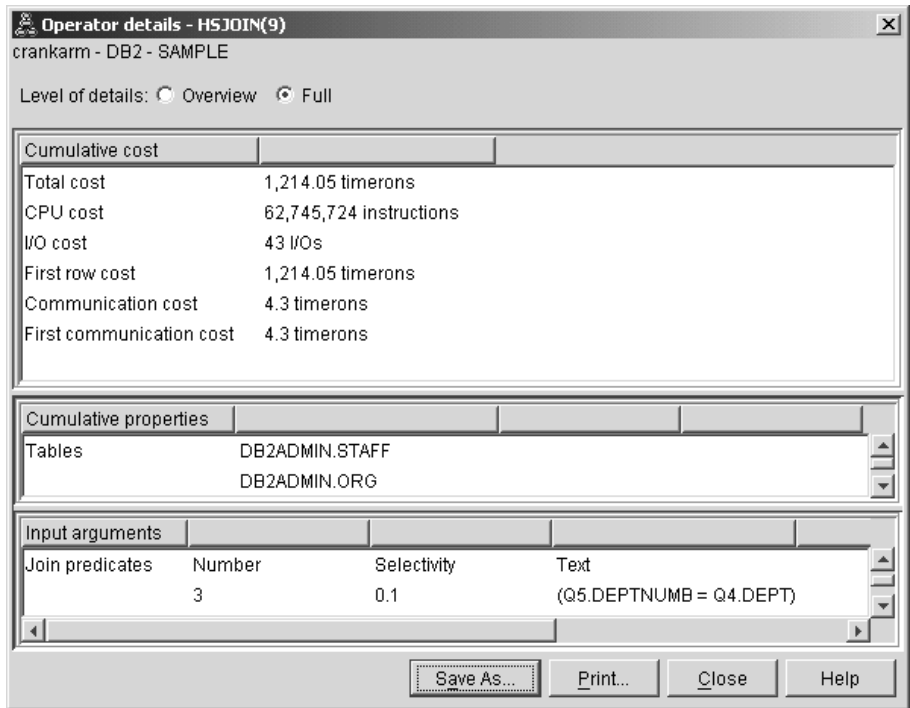 Operator details - HSJOIN(9)
crankarm - DB2 - SAMPLE
Level of details: Overview Full
Cumulative cost
Total cost 1,214.05 timerons
CPU cost 62,745,724 instructions
I/O cost 43 I/Os
First row cost 1,214.05 timerons
Communication cost 4.3 timerons
First communication cost 4.3 timerons
Cumulative properties
Tables DB2ADMIN.STAFF
DB2ADMIN.ORG
Input arguments
Join predicates Number Selectivity Text
3 0.1 (Q5.DEPTNUMB = Q4.DEPT)
Save As... Print... Close Help